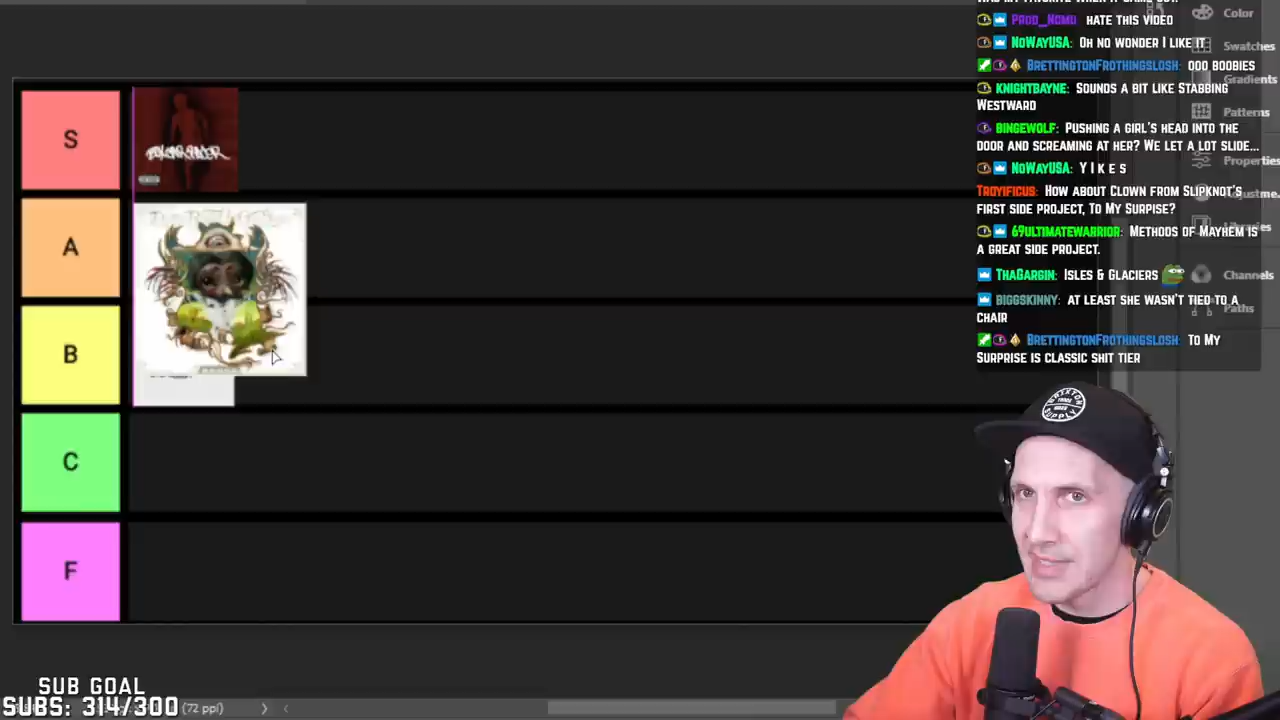 Prod_Nomu: hate this video
NoWayUSA: Oh no wonder I like it
BrettingtonFrothingslosh: Ooo boobies
KnightBayne: Sounds a bit like Stabbing
Westward
BingeWolf: Pushing a girl's head into the
door and screaming at her? We let a lot slide...
NoWayUSA: Y I k e s
Troyificus: How about Clown from Slipknot's
first side project, To My Surpise?
69UltimateWarrior: Methods of Mayhem is
a great side project.
ThaGargin: Isles & Glaciers
BiggSkinny: at least she wasn't tied to a
chair
BrettingtonFrothingslosh: To My
Surprise is classic shit tier
Color
Swatches
Gradients
Patterns
Properties
Adjustme
Channels
Paths
S
A
B
C
F
SUB GOAL
SUBS: 314/300
(72 ppi)